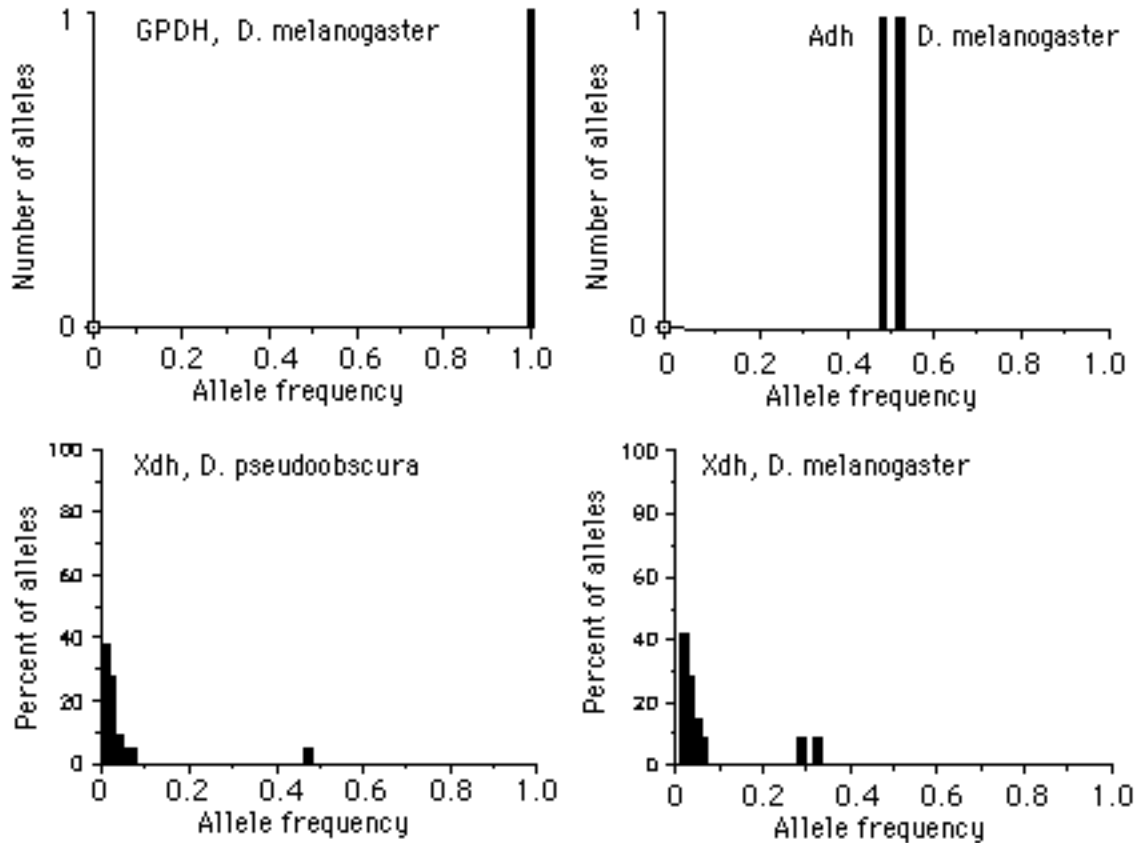 1
GPDH, D. melanogaster
Number of alleles
0
0 0.2 0.4 0.6 0.8 1.0
Allele frequency
1
Adh D. melanogaster
Number of alleles
0
0 0.2 0.4 0.6 0.8 1.0
Allele frequency
100
Xdh, D. pseudoobscura
80
Percent of alleles
60
40
20
0
0 0.2 0.4 0.6 0.8 1.0
Allele frequency
100
Xdh, D. melanogaster
80
Percent of alleles
60
40
20
0
0 0.2 0.4 0.6 0.8 1.0
Allele frequency